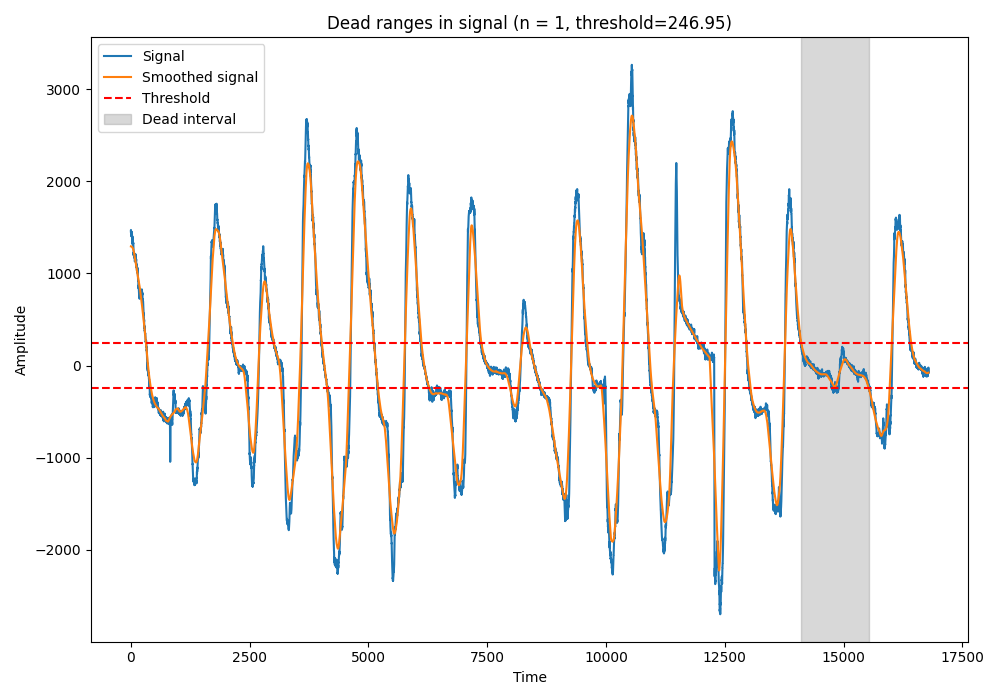 Dead ranges in signal (n = 1, threshold=246.95)
Signal
Smoothed signal
Threshold
Dead interval
3000
2000
1000
0
−1000
−2000
Amplitude
0 2500 5000 7500 10000 12500 15000 17500
Time